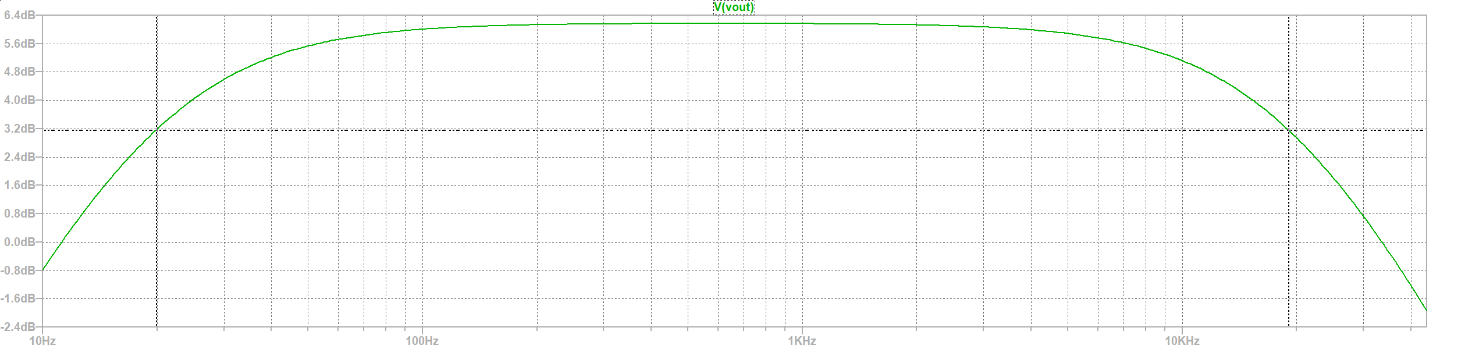 V(vout)
6.4dB
5.6dB
4.8dB
4.0dB
3.2dB
2.4dB
1.6dB
0.8dB
0.0dB
-0.8dB
-1.6dB
-2.4dB
10Hz 100Hz 1KHz 10KHz